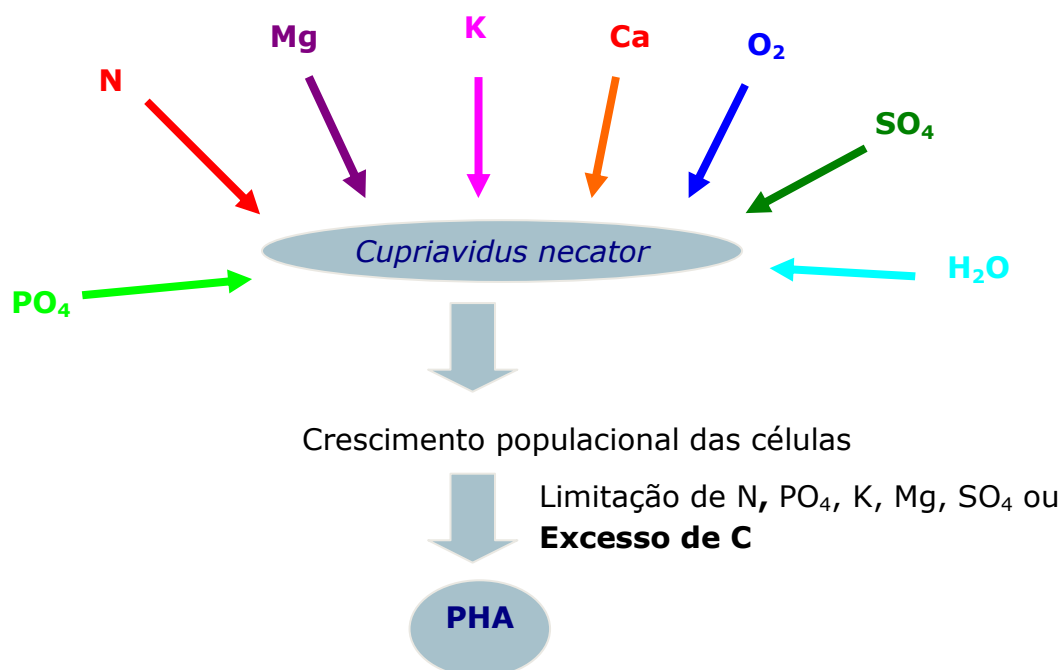 N
Mg
K
Ca
O₂
SO₄
PO₄
H₂O
Cupriavidus necator
Crescimento populacional das células
Limitação de N, PO₄, K, Mg, SO₄ ou
Excesso de C
PHA